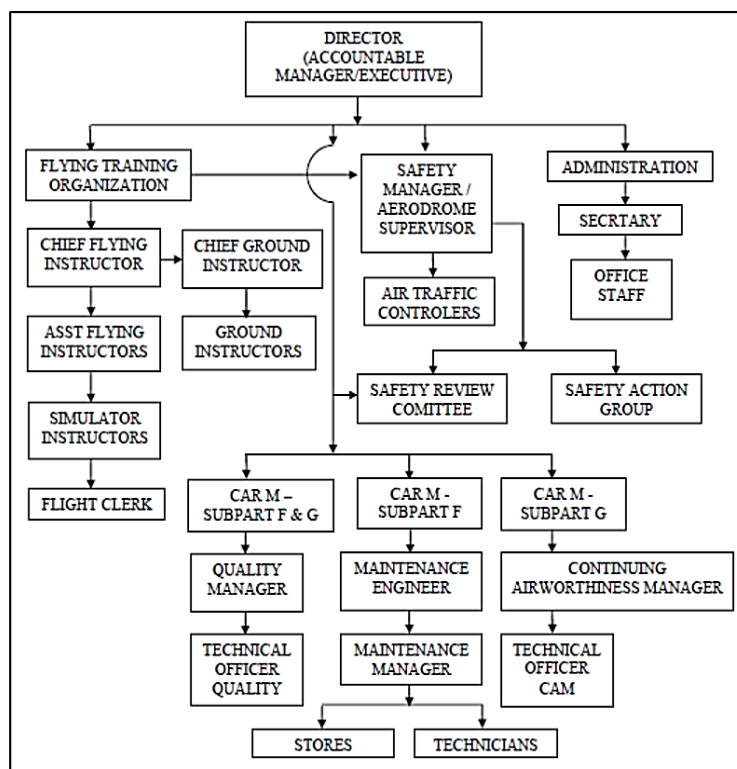 DIRECTOR
(ACCOUNTABLE
MANAGER/EXECUTIVE)
FLYING TRAINING
ORGANIZATION
SAFETY
MANAGER /
AERODROME
SUPERVISOR
ADMINISTRATION
SECRTARY
CHIEF FLYING
INSTRUCTOR
CHIEF GROUND
INSTRUCTOR
OFFICE
STAFF
AIR TRAFFIC
CONTROLERS
ASST FLYING
INSTRUCTORS
GROUND
INSTRUCTORS
SAFETY REVIEW
COMITTEE
SAFETY ACTION
GROUP
SIMULATOR
INSTRUCTORS
FLIGHT CLERK
CAR M –
SUBPART F & G
CAR M -
SUBPART F
CAR M -
SUBPART G
QUALITY
MANAGER
MAINTENANCE
ENGINEER
CONTINUING
AIRWORTHINESS MANAGER
TECHNICAL
OFFICER
QUALITY
MAINTENANCE
MANAGER
TECHNICAL
OFFICER
CAM
STORES
TECHNICIANS